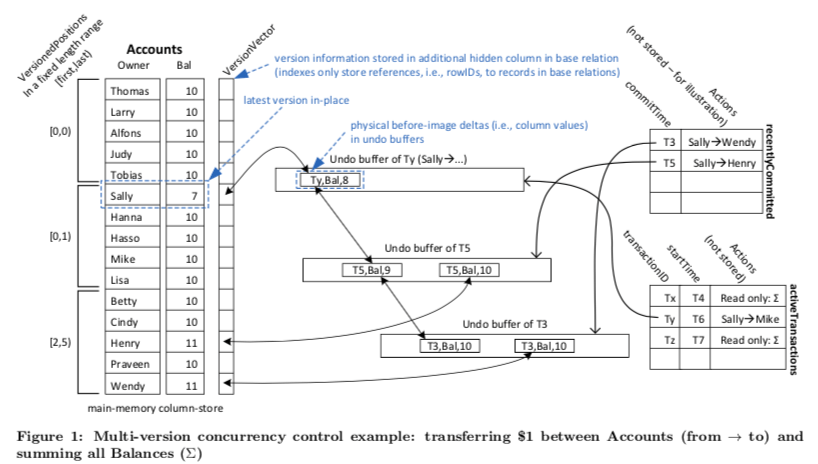 VersionedPositions
In a fixed length range
[first,last)
Accounts
Owner Bal
VersionVector
Thomas 10
Larry 10
Alfons 10
Judy 10
Tobias 10
Sally 7
Hanna 10
Hasso 10
Mike 10
Lisa 10
Betty 10
Cindy 10
Henry 11
Praveen 10
Wendy 11
[0,0)
[0,1)
[2,5)
main-memory column-store
version information stored in additional hidden column in base relation
(indexes only store references, i.e., rowIDs, to records in base relations)
latest version in-place
physical before-image deltas (i.e., column values)
in undo buffers
Undo buffer of Ty (Sally→...)
Ty,Bal,8
Undo buffer of T5
T5,Bal,9 T5,Bal,10
Undo buffer of T3
T3,Bal,10 T3,Bal,10
commitTime
Actions
(not stored – for illustration)
T3 Sally→Wendy
T5 Sally→Henry
recentlyCommitted
transactionID
startTime
Actions
(not stored)
Tx T4 Read only: Σ
Ty T6 Sally→Mike
Tz T7 Read only: Σ
activeTransactions
Figure 1: Multi-version concurrency control example: transferring $1 between Accounts (from → to) and
summing all Balances (Σ)